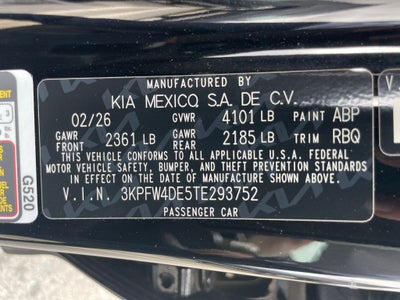 MANUFACTURED BY
KIA MEXICO, S.A. DE C.V.
02/26 GVWR 4101 LB PAINT ABP
GAWR FRONT 2361 LB GAWR REAR 2185 LB TRIM RBQ
THIS VEHICLE CONFORMS TO ALL APPLICABLE U.S.A. FEDERAL
MOTOR VEHICLE SAFETY, BUMPER, AND THEFT PREVENTION STANDARDS
IN EFFECT ON THE DATE OF MANUFACTURE SHOWN ABOVE.
V.I.N. 3KPFW4DE5TE293752
PASSENGER CAR
G520
V